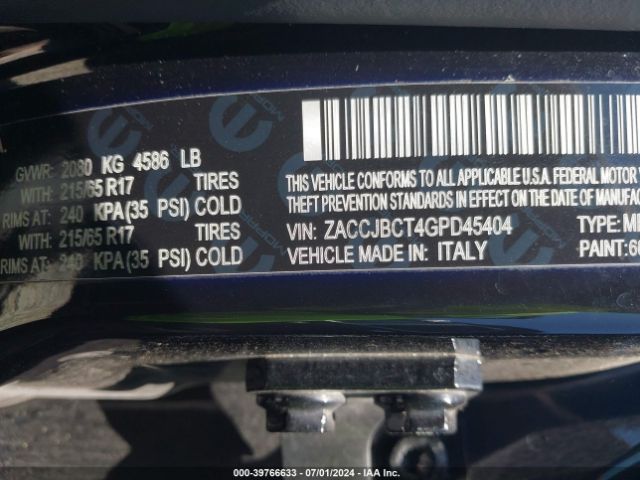 GVWR: 2080 KG 4586 LB
WITH: 215/65 R17 TIRES
RIMS AT: 240 KPA (35 PSI) COLD
WITH: 215/65 R17 TIRES
RIMS AT: 240 KPA (35 PSI) COLD
THIS VEHICLE CONFORMS TO ALL APPLICABLE U.S.A. FEDERAL MOTOR
BUMPER AND THEFT PREVENTION STANDARDS IN EFFECT ON THE DATE OF MANUFAC
VIN: ZACCJBCT4GPD45404 TYPE:
VEHICLE MADE IN: ITALY PAINT:
000-39766633 / 07/01/2024 / IAA Inc.